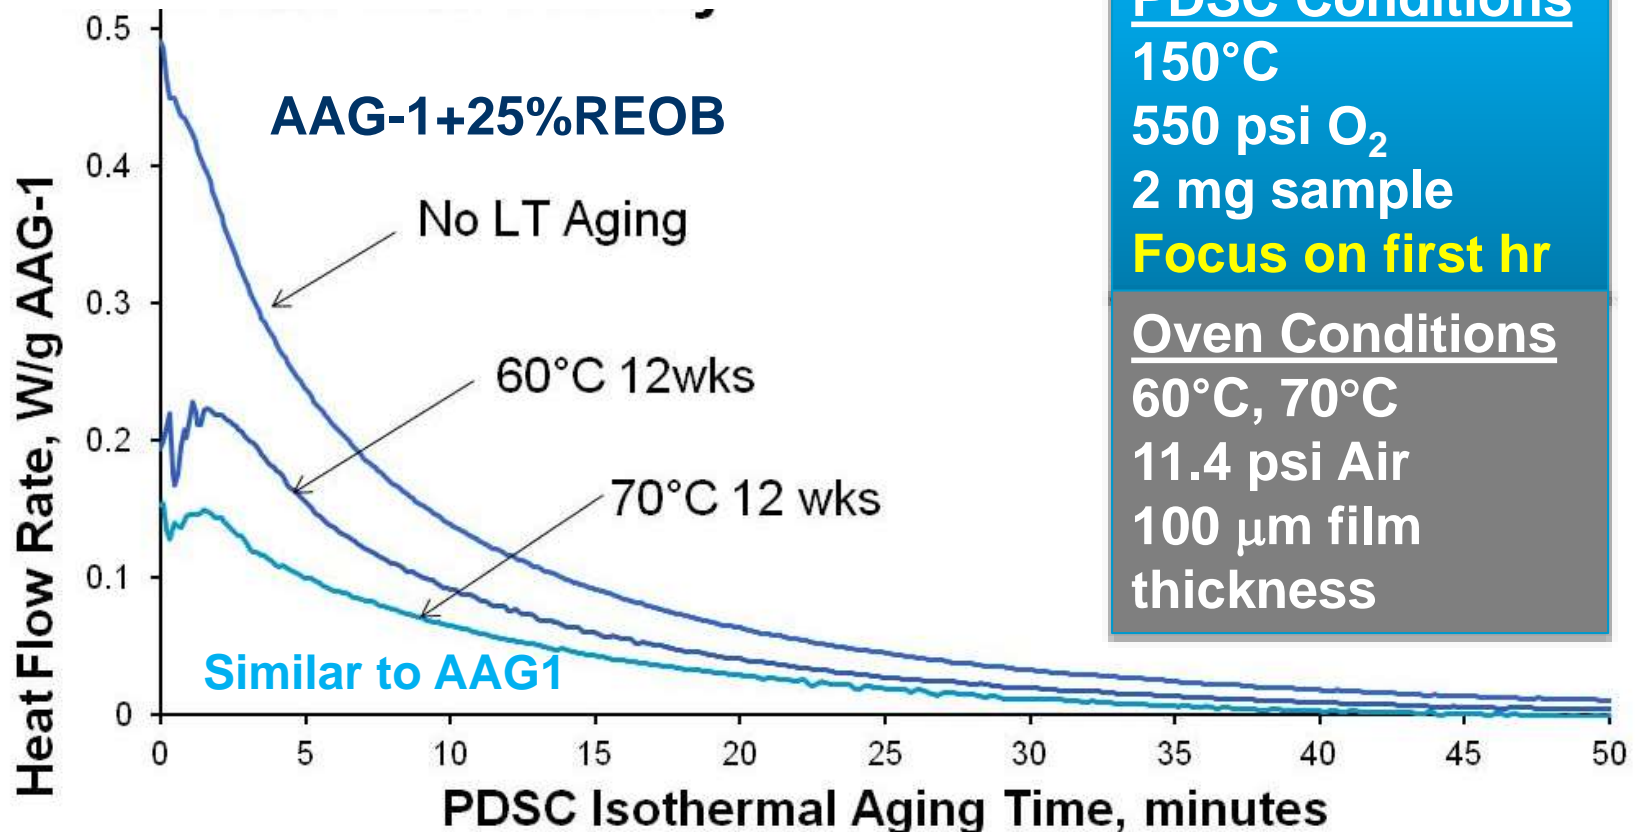 PDSC Conditions
150°C
550 psi O₂
2 mg sample
Focus on first hr
Oven Conditions
60°C, 70°C
11.4 psi Air
100 μm film
thickness
AAG-1+25%REOB
No LT Aging
60°C 12wks
70°C 12 wks
Similar to AAG1
Heat Flow Rate, W/g AAG-1
0.5
0.4
0.3
0.2
0.1
0
0 5 10 15 20 25 30 35 40 45 50
PDSC Isothermal Aging Time, minutes